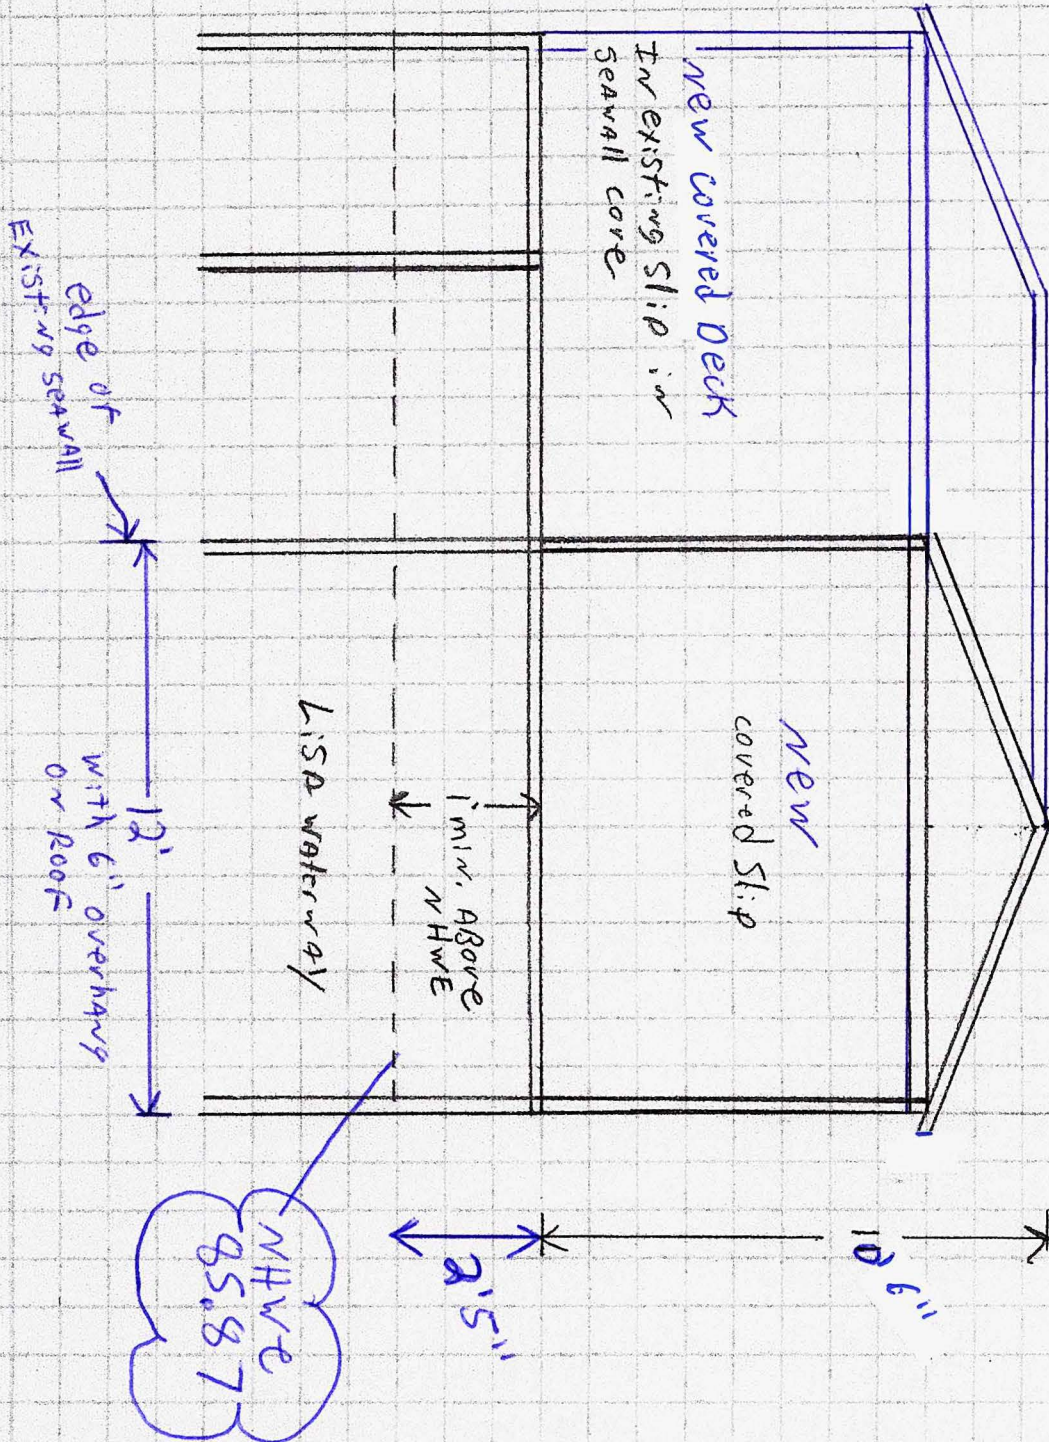 new covered Deck
In existing Slip in
seawall cove
New
covered Slip
10' 6"
1' min. Above
NHWE
2'5"
Lisa waterway
NHWE
85.87
edge of
Existing seawall
12'
with 6" overhang
on Roof